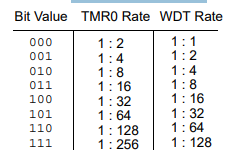 Bit Value TMR0 Rate WDT Rate
000 1 : 2 1 : 1
001 1 : 4 1 : 2
010 1 : 8 1 : 4
011 1 : 16 1 : 8
100 1 : 32 1 : 16
101 1 : 64 1 : 32
110 1 : 128 1 : 64
111 1 : 256 1 : 128